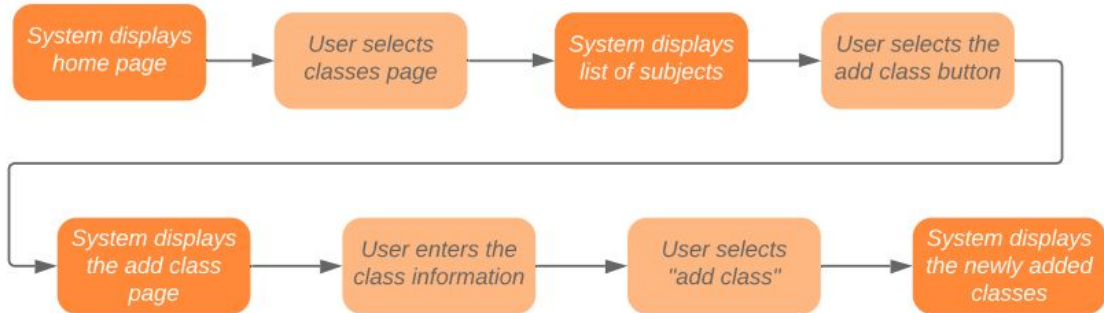 System displays
home page
User selects
classes page
System displays
list of subjects
User selects the
add class button
System displays
the add class
page
User enters the
class information
User selects
"add class"
System displays
the newly added
classes